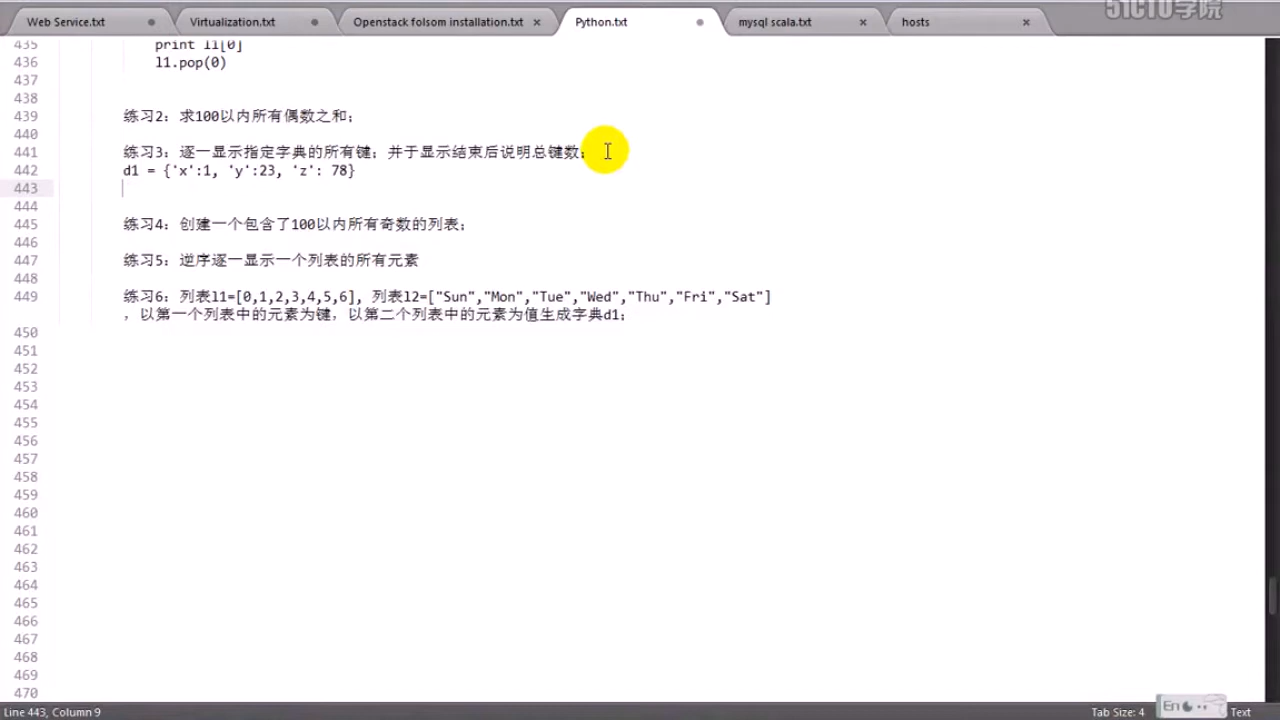 Web Service.txt
Virtualization.txt
Openstack folsom installation.txt
Python.txt
mysql scala.txt
hosts
51CTO学院
435 print l1[0]
436 l1.pop(0)
437
438
439 练习2：求100以内所有偶数之和；
440
441 练习3：逐一显示指定字典的所有键；并于显示结束后说明总键数；
442 d1 = {'x':1, 'y':23, 'z': 78}
443
444
445 练习4：创建一个包含了100以内所有奇数的列表；
446
447 练习5：逆序逐一显示一个列表的所有元素
448
449 练习6：列表l1=[0,1,2,3,4,5,6]，列表l2=["Sun","Mon","Tue","Wed","Thu","Fri","Sat"]
，以第一个列表中的元素为键，以第二个列表中的元素为值生成字典d1；
450
451
452
453
454
455
456
457
458
459
460
461
462
463
464
465
466
467
468
469
470
Line 443, Column 9
Tab Size: 4
En
Text